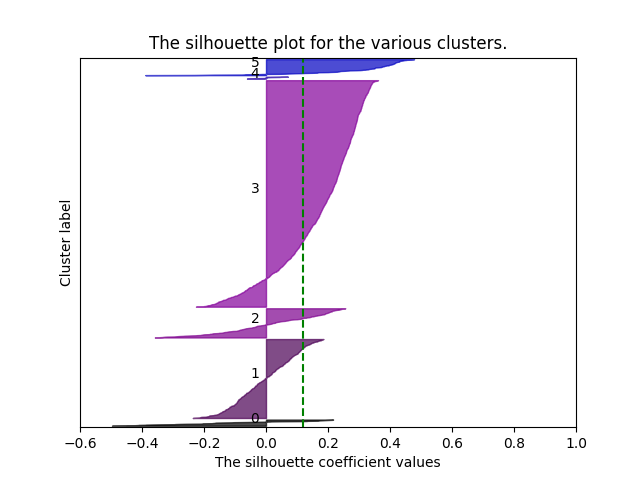 The silhouette plot for the various clusters.
5
4
3
2
1
0
Cluster label
−0.6 −0.4 −0.2 0.0 0.2 0.4 0.6 0.8 1.0
The silhouette coefficient values